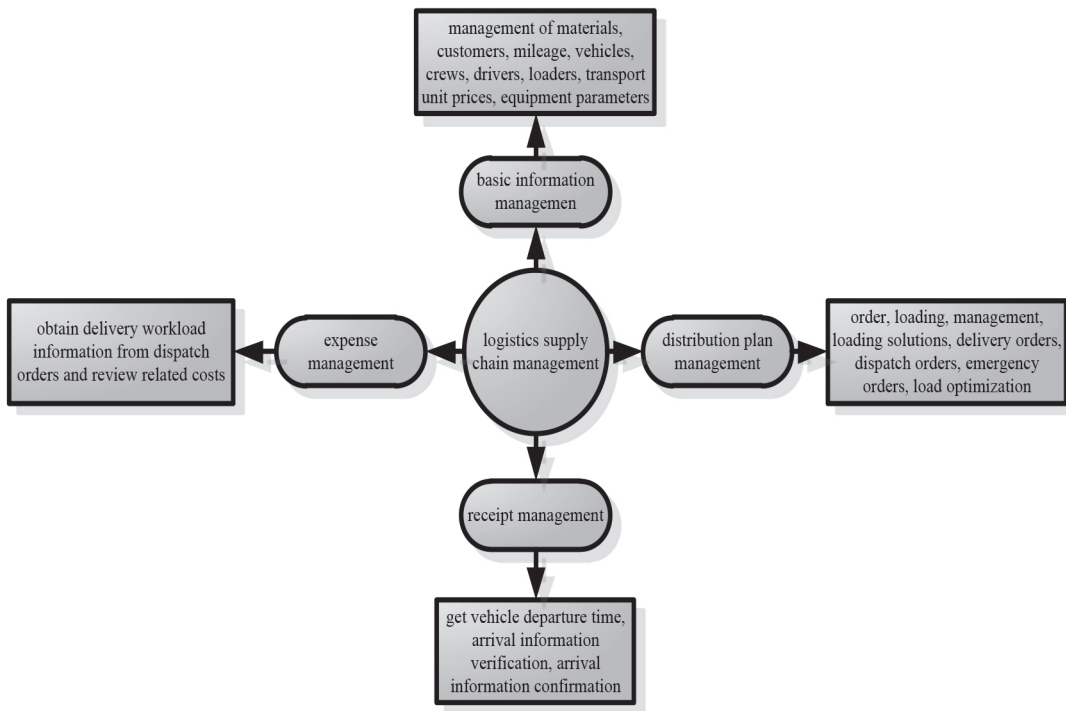 management of materials,
customers, mileage, vehicles,
crews, drivers, loaders, transport
unit prices, equipment parameters
basic information
managemen
obtain delivery workload
information from dispatch
orders and review related costs
expense
management
logistics supply
chain management
distribution plan
management
order, loading, management,
loading solutions, delivery orders,
dispatch orders, emergency
orders, load optimization
receipt management
get vehicle departure time,
arrival information
verification, arrival
information confirmation